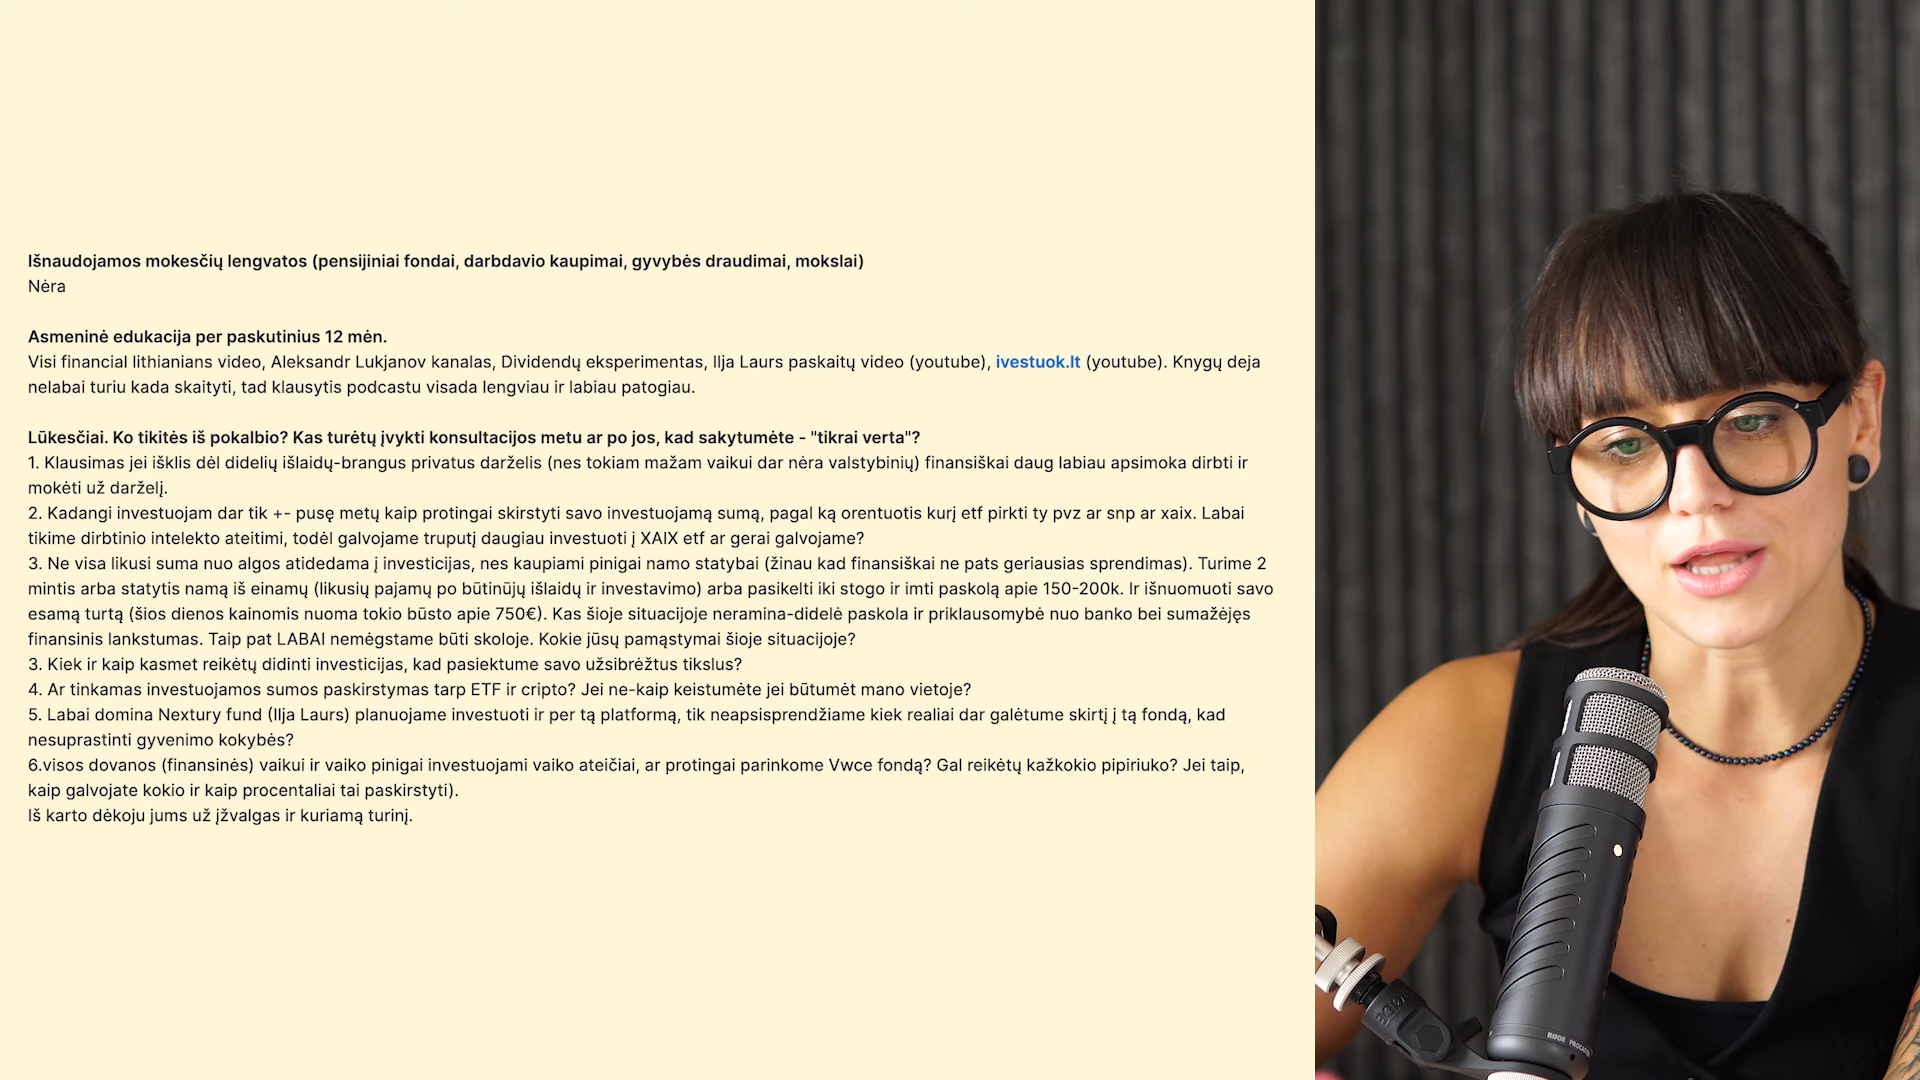 Išnaudojamos mokesčių lengvatos (pensijiniai fondai, darbdavio kaupimai, gyvybės draudimai, mokslai)
Nėra
Asmeninė edukacija per paskutinius 12 mėn.
Visi financial lithianians video, Aleksandr Lukjanov kanalas, Dividendų eksperimentas, Ilja Laurs paskaitų video (youtube), ivestuok.lt (youtube). Knygų deja
nelabai turiu kada skaityti, tad klausytis podcastu visada lengviau ir labiau patogiau.
Lūkesčiai. Ko tikitės iš pokalbio? Kas turėtų įvykti konsultacijos metu ar po jos, kad sakytumėte - "tikrai verta"?
1. Klausimas jei išklis dėl didelių išlaidų-brangus privatus darželis (nes tokiam mažam vaikui dar nėra valstybinių) finansiškai daug labiau apsimoka dirbti ir
mokėti už darželį.
2. Kadangi investuojam dar tik +- pusę metų kaip protingai skirstyti savo investuojamą sumą, pagal ką orentuotis kurį etf pirkti ty pvz ar snp ar xaix. Labai
tikime dirbtinio intelekto ateitimi, todėl galvojame truputį daugiau investuoti į XAIX etf ar gerai galvojame?
3. Ne visa likusi suma nuo algos atidedama į investicijas, nes kaupiami pinigai namo statybai (žinau kad finansiškai ne pats geriausias sprendimas). Turime 2
mintis arba statytis namą iš einamų (likusių pajamų po būtinūjų išlaidų ir investavimo) arba pasikelti iki stogo ir imti paskolą apie 150-200k. Ir išnuomuoti savo
esamą turtą (šios dienos kainomis nuoma tokio būsto apie 750€). Kas šioje situacijoje neramina-didelė paskola ir priklausomybė nuo banko bei sumažėjęs
finansinis lankstumas. Taip pat LABAI nemėgstame būti skoloje. Kokie jūsų pamąstymai šioje situacijoje?
3. Kiek ir kaip kasmet reikėtų didinti investicijas, kad pasiektume savo užsibrėžtus tikslus?
4. Ar tinkamas investuojamos sumos paskirstymas tarp ETF ir cripto? Jei ne-kaip keistumėte jei būtumėt mano vietoje?
5. Labai domina Nextury fund (Ilja Laurs) planuojame investuoti ir per tą platformą, tik neapsisprendžiame kiek realiai dar galėtume skirtį į tą fondą, kad
nesuprastinti gyvenimo kokybės?
6.visos dovanos (finansinės) vaikui ir vaiko pinigai investuojami vaiko ateičiai, ar protingai parinkome Vwce fondą? Gal reikėtų kažkokio pipiriuko? Jei taip,
kaip galvojate kokio ir kaip procentaliai tai paskirstyti).
Iš karto dėkoju jums už įžvalgas ir kuriamą turinį.
RØDE